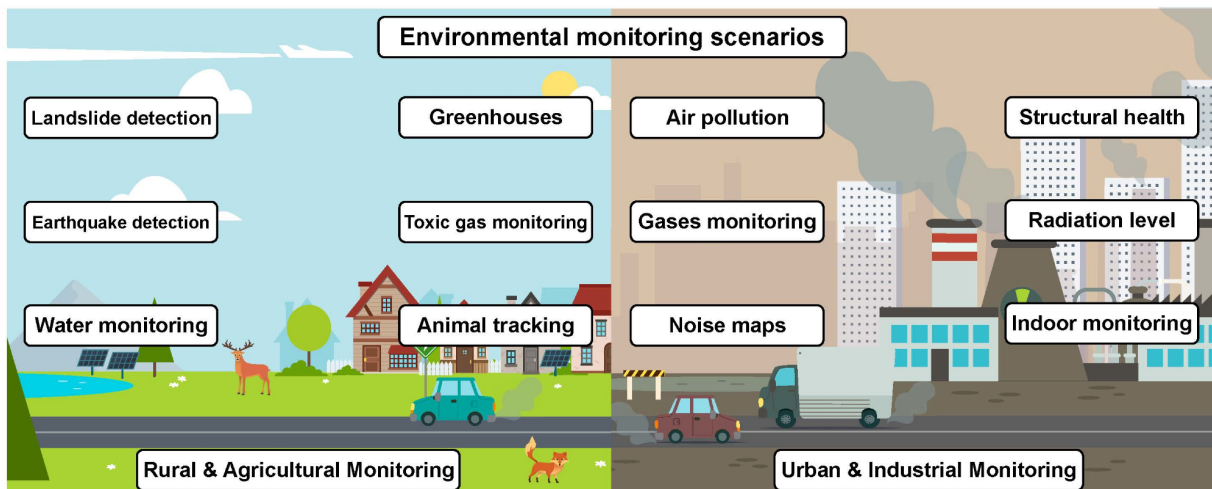 Environmental monitoring scenarios
Landslide detection
Greenhouses
Air pollution
Structural health
Earthquake detection
Toxic gas monitoring
Gases monitoring
Radiation level
Water monitoring
Animal tracking
Noise maps
Indoor monitoring
Rural & Agricultural Monitoring
Urban & Industrial Monitoring